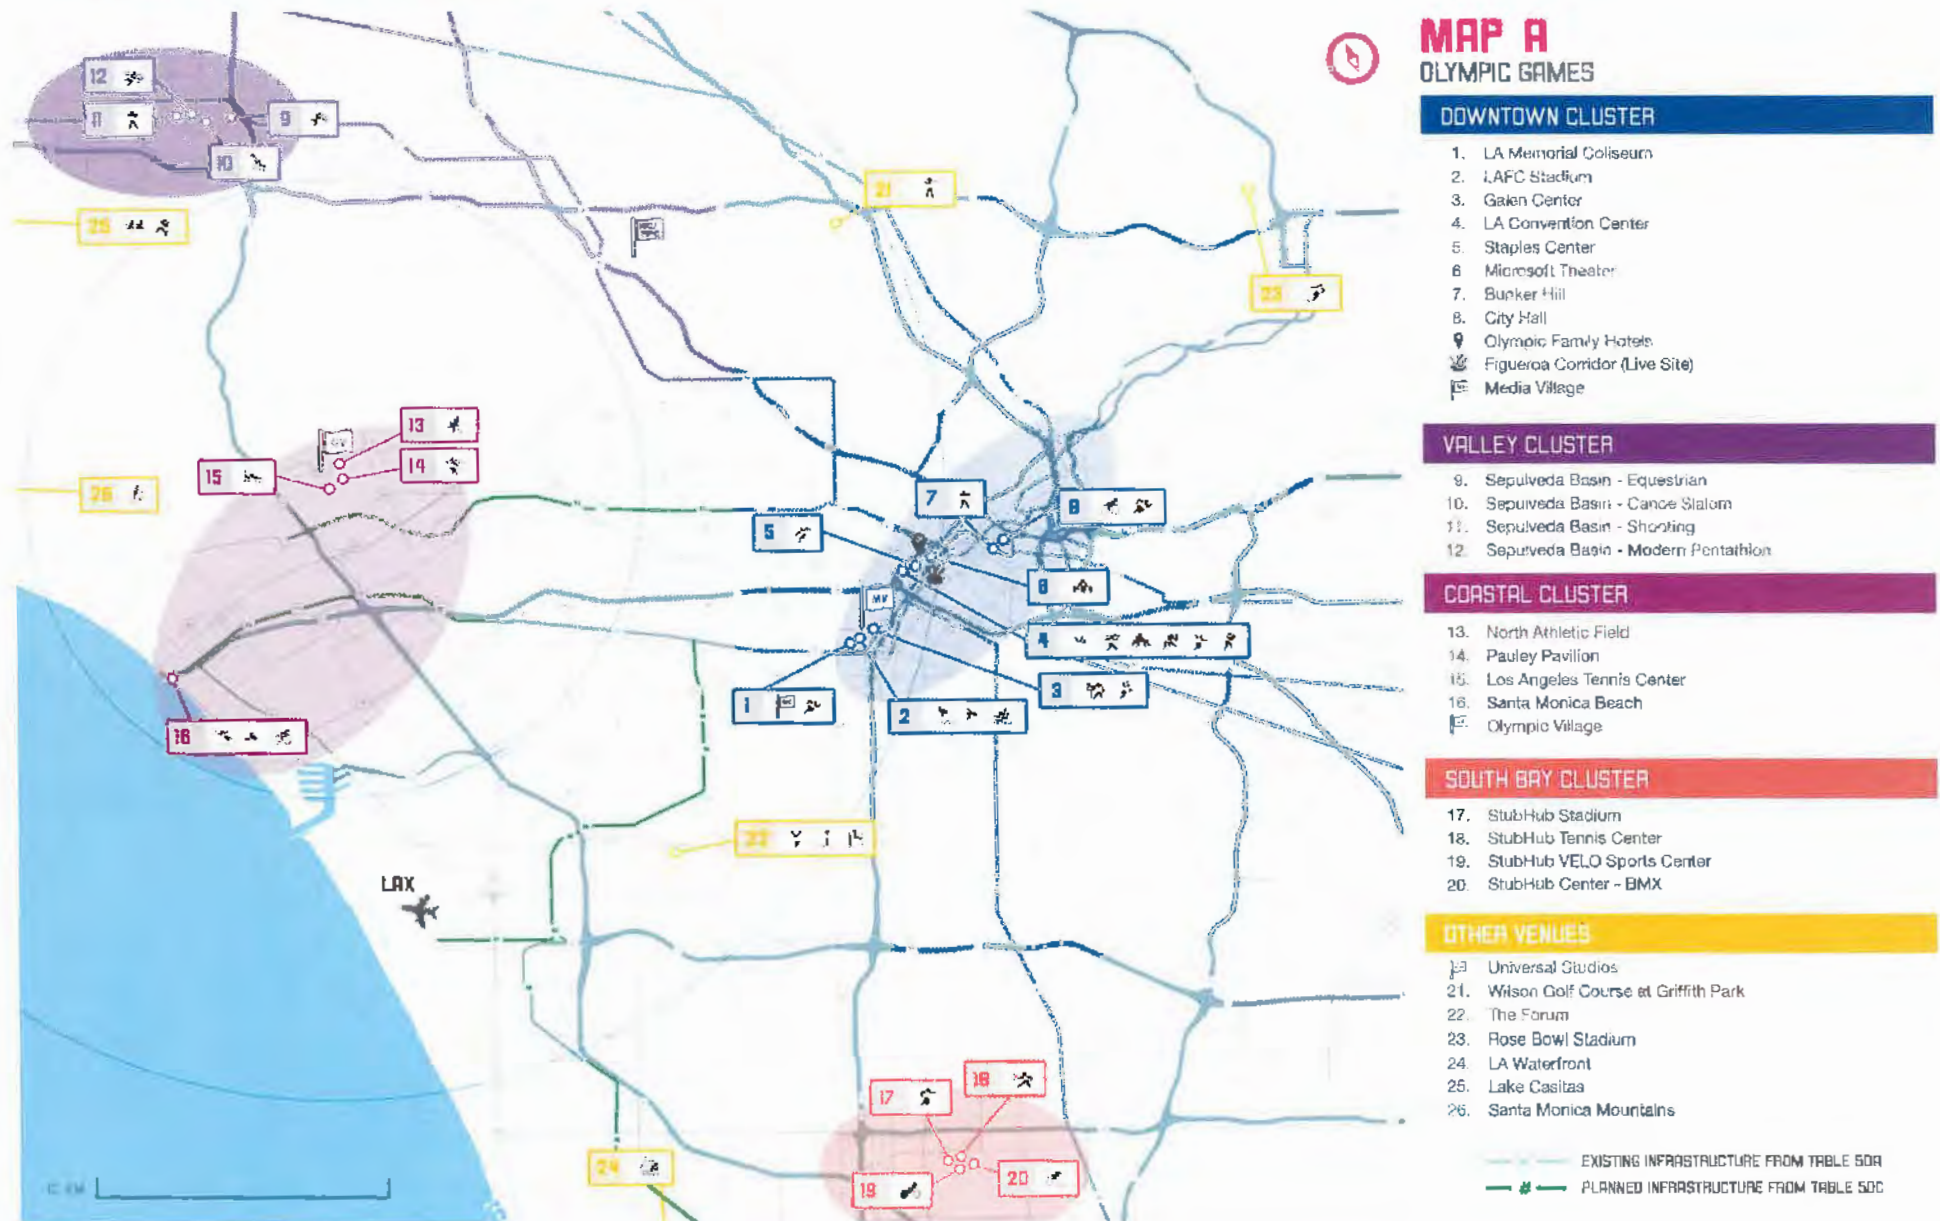 MAP A
OLYMPIC GAMES
DOWNTOWN CLUSTER
1. LA Memorial Coliseum
2. LAFC Stadium
3. Galen Center
4. LA Convention Center
5. Staples Center
6 Microsoft Theater
7. Bunker Hill
8. City Hall
Olympic Family Hotels
Figueroa Corridor (Live Site)
Media Village
VALLEY CLUSTER
9. Sepulveda Basin - Equestrian
10. Sepulveda Basin - Canoe Slalom
11. Sepulveda Basin - Shooting
12. Sepulveda Basin - Modern Pentathlon
COASTAL CLUSTER
13. North Athletic Field
14. Pauley Pavilion
15. Los Angeles Tennis Center
16. Santa Monica Beach
Olympic Village
SOUTH BAY CLUSTER
17. StubHub Stadium
18. StubHub Tennis Center
19. StubHub VELO Sports Center
20. StubHub Center - BMX
OTHER VENUES
Universal Studios
21. Wilson Golf Course at Griffith Park
22. The Forum
23. Rose Bowl Stadium
24. LA Waterfront
25. Lake Casitas
26. Santa Monica Mountains
EXISTING INFRASTRUCTURE FROM TABLE 50A
PLANNED INFRASTRUCTURE FROM TABLE 50C
12
11
9
10
21
25
23
13
14
15
26
7
8
5
6
MV
4
3
1
2
16
22
LAX
17
18
24
19
20